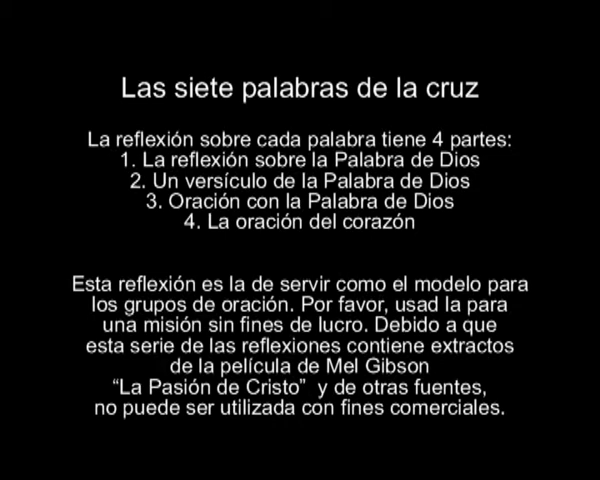 Las siete palabras de la cruz
La reflexión sobre cada palabra tiene 4 partes:
1. La reflexión sobre la Palabra de Dios
2. Un versículo de la Palabra de Dios
3. Oración con la Palabra de Dios
4. La oración del corazón
Esta reflexión es la de servir como el modelo para
los grupos de oración. Por favor, usad la para
una misión sin fines de lucro. Debido a que
esta serie de las reflexiones contiene extractos
de la película de Mel Gibson
“La Pasión de Cristo” y de otras fuentes,
no puede ser utilizada con fines comerciales.